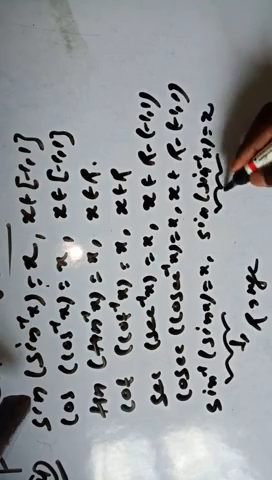 sin (sin⁻¹x) = x, x ∈ [-1,1]
cos (cos⁻¹x) = x, x ∈ [-1,1]
tan (tan⁻¹x) = x, x ∈ R.
cot (cot⁻¹x) = x, x ∈ R
sec (sec⁻¹x) = x, x ∈ R-(-1,1)
cosec (cosec⁻¹x) = x, x ∈ R-(-1,1)
sin⁻¹(sin x) = x, sin(sin⁻¹x) = x
Range